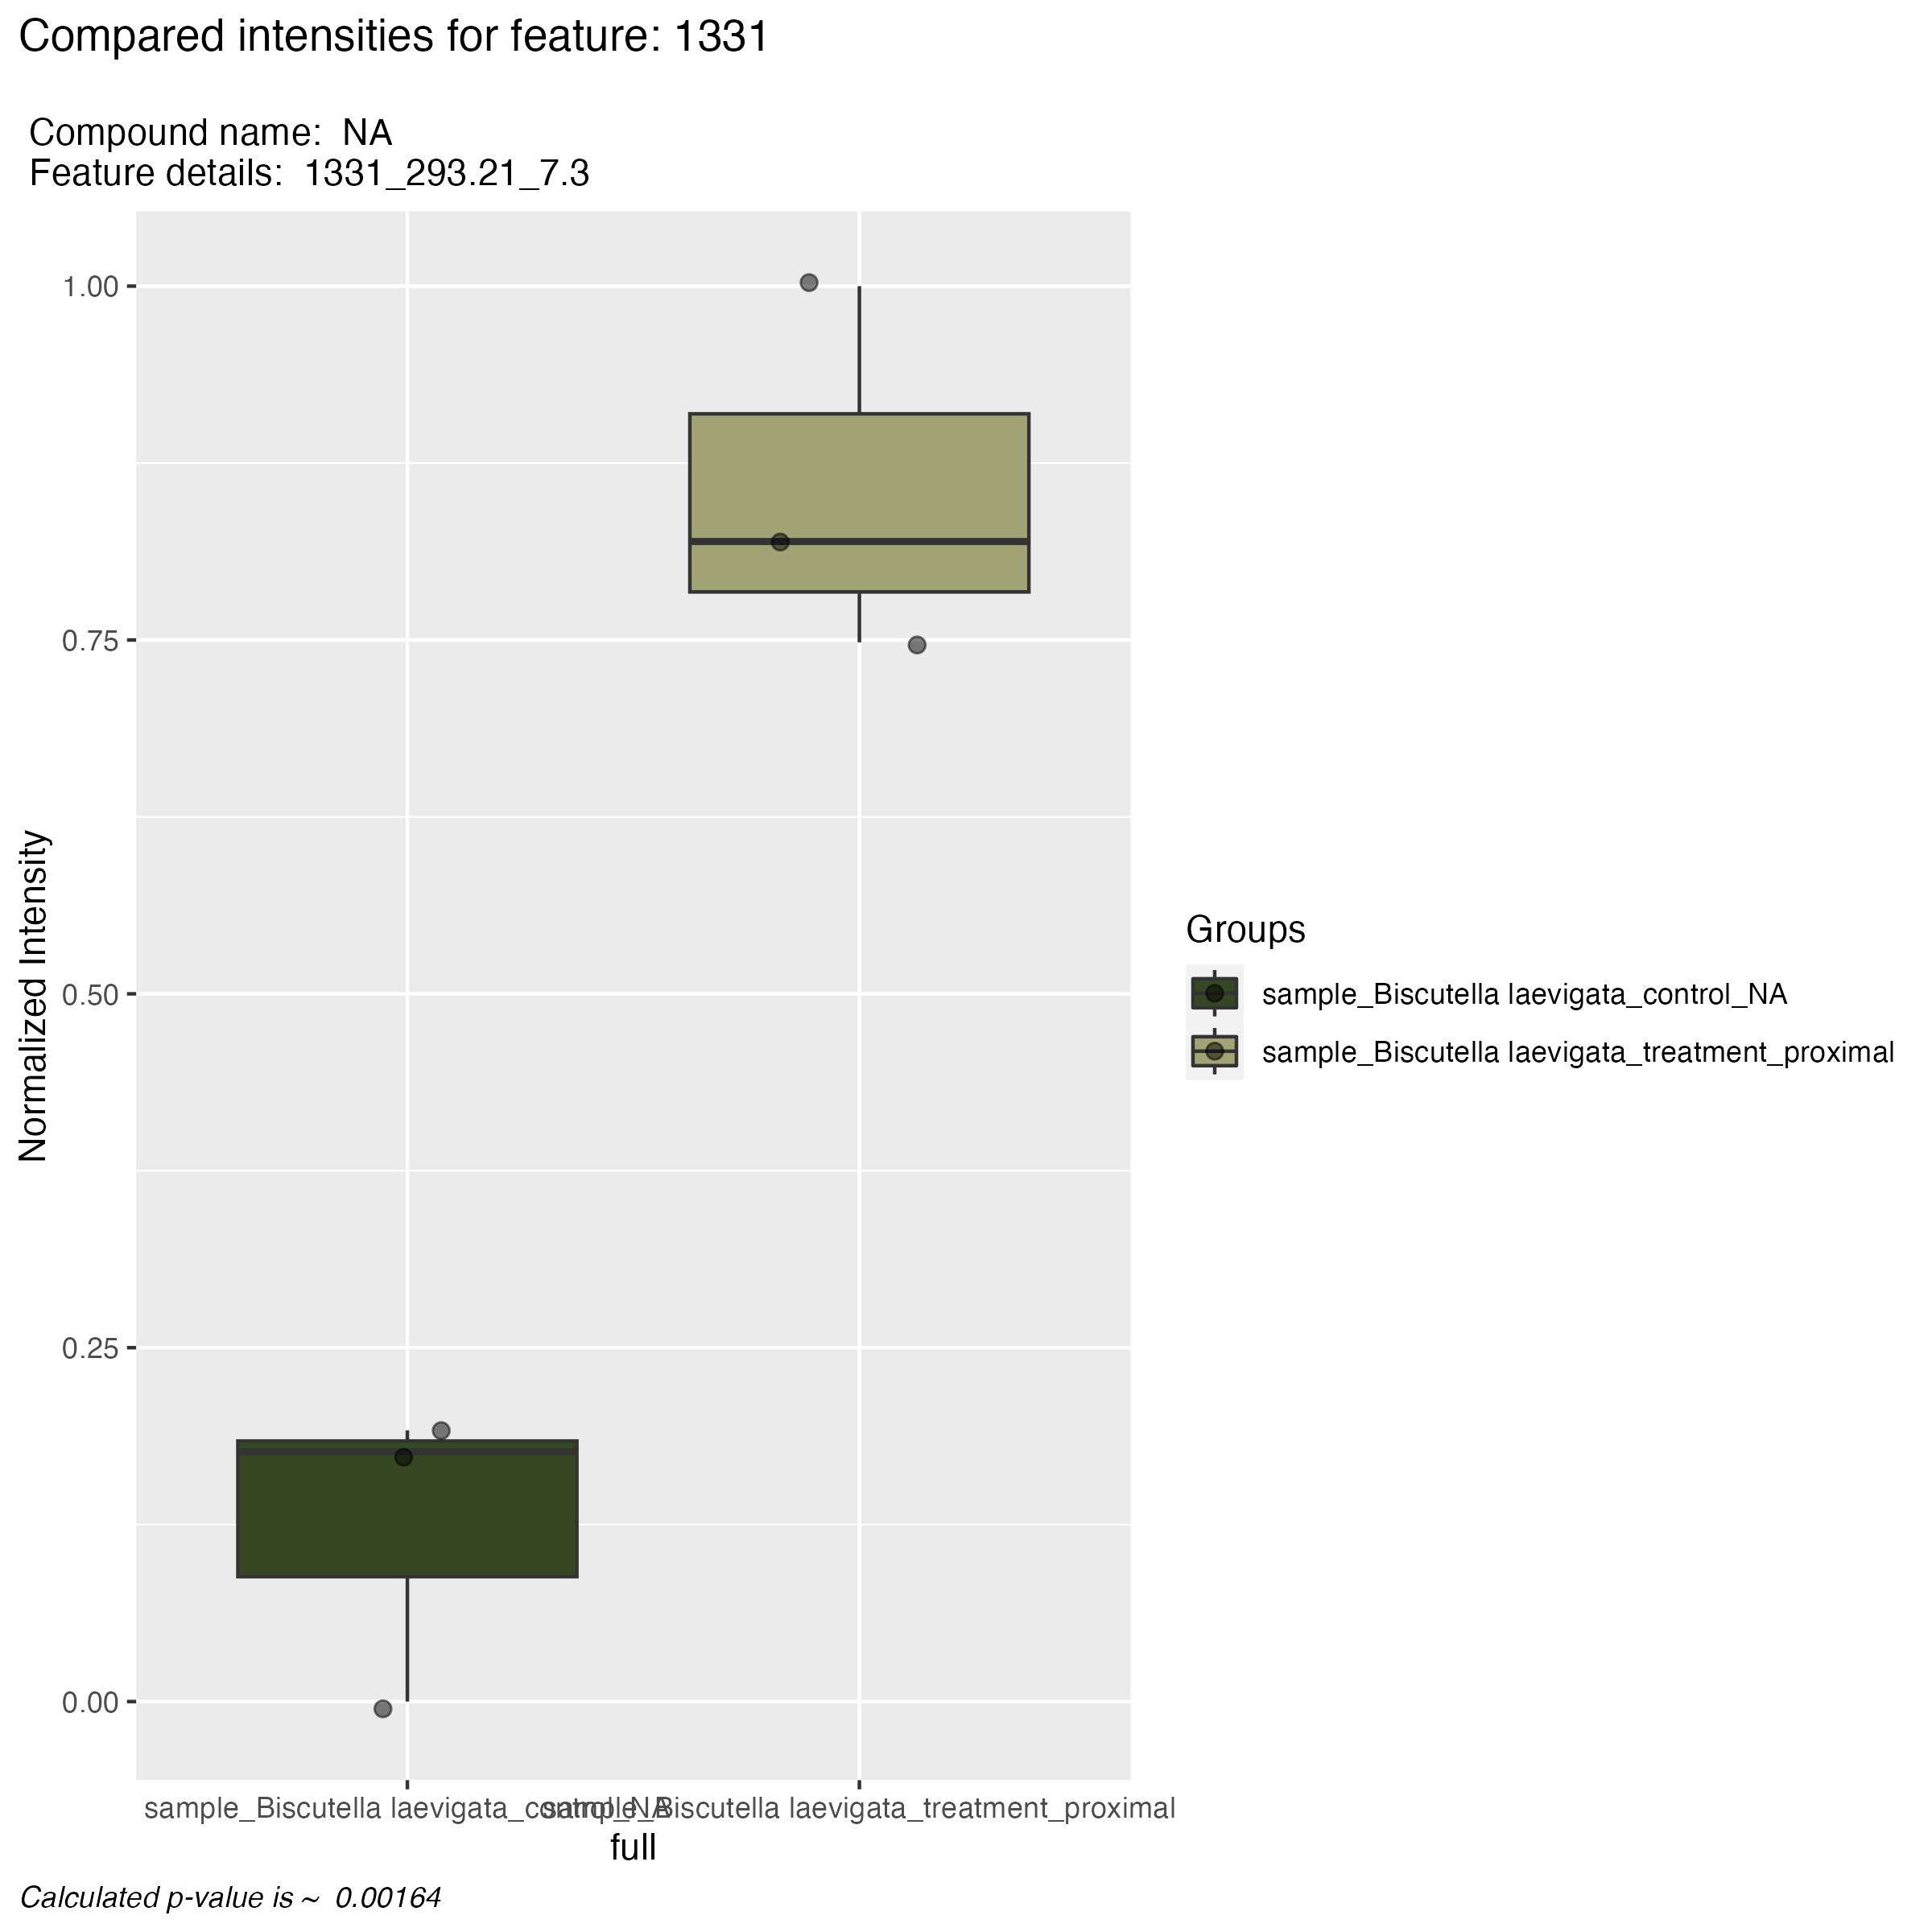 Compared intensities for feature: 1331
Compound name:  NA
Feature details:  1331_293.21_7.3
Normalized Intensity
1.00
0.75
0.50
0.25
0.00
Groups
sample_Biscutella laevigata_control_NA
sample_Biscutella laevigata_treatment_proximal
sample_Biscutella laevigata_control_NA
sample_Biscutella laevigata_treatment_proximal
full
Calculated p-value is ~  0.00164